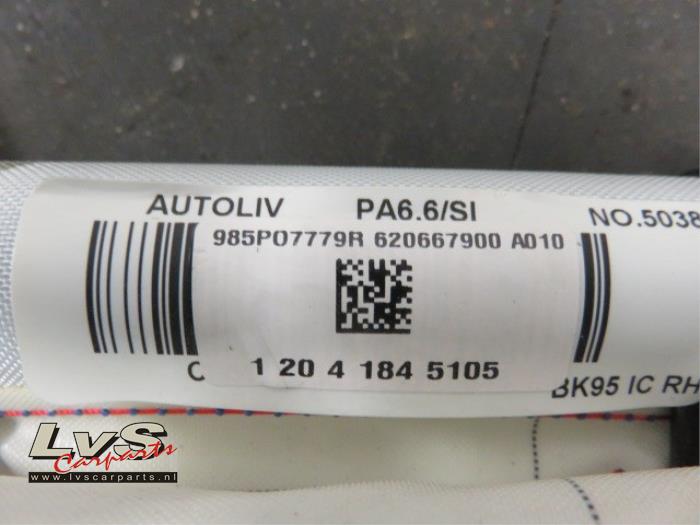 AUTOLIV PA6.6/SI NO.5038
985P07779R 620667900 A010
1 20 4 184 5105
BK95 IC RH
LvS
Carparts
www.lvscarparts.nl